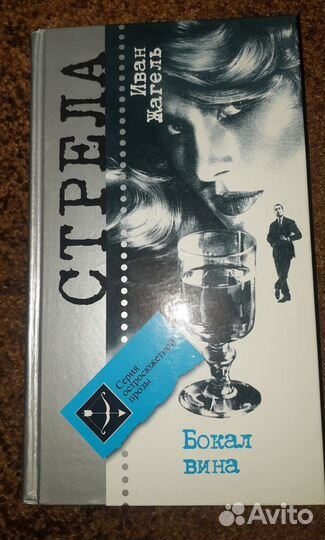 СТРЕЛА
Иван
Жагель
Серия
остросюжетной
прозы
Бокал
вина
Avito